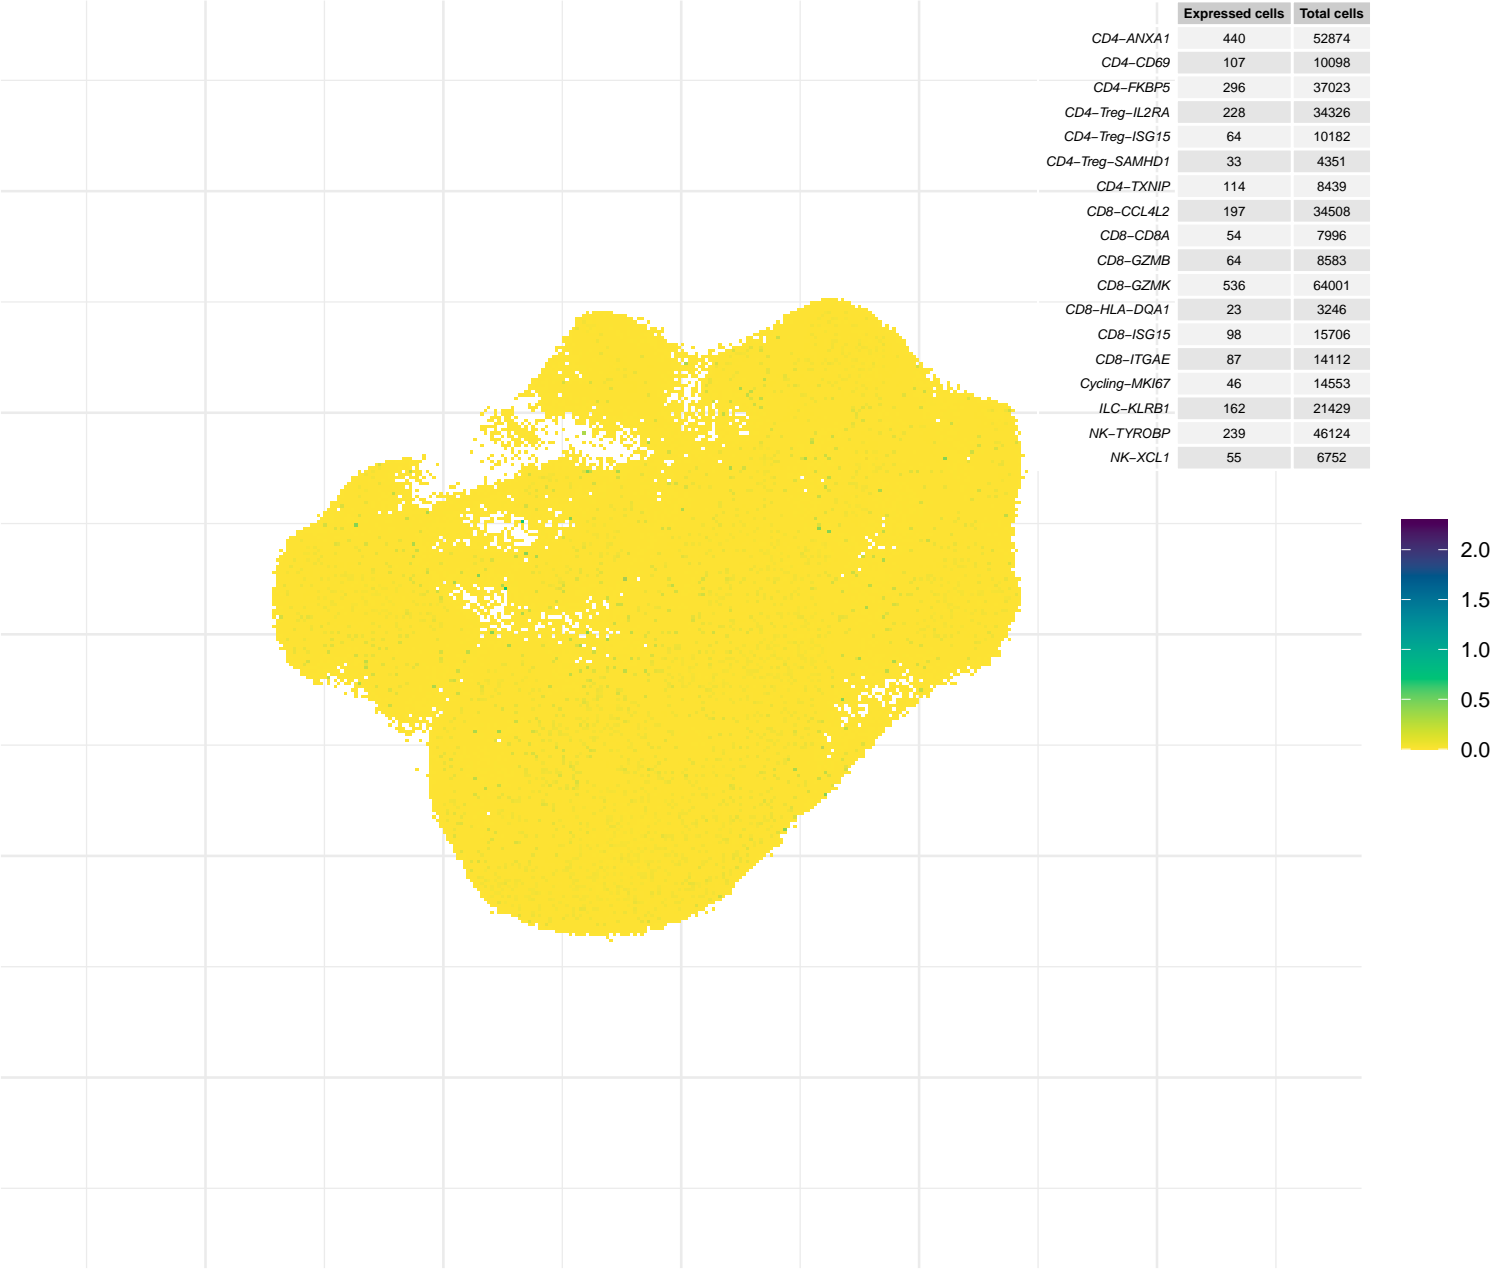 Expressed cells Total cells
CD4−ANXA1 440 52874
CD4−CD69 107 10098
CD4−FKBP5 296 37023
CD4−Treg−IL2RA 228 34326
CD4−Treg−ISG15 64 10182
CD4−Treg−SAMHD1 33 4351
CD4−TXNIP 114 8439
CD8−CCL4L2 197 34508
CD8−CD8A 54 7996
CD8−GZMB 64 8583
CD8−GZMK 536 64001
CD8−HLA−DQA1 23 3246
CD8−ISG15 98 15706
CD8−ITGAE 87 14112
Cycling−MKI67 46 14553
ILC−KLRB1 162 21429
NK−TYROBP 239 46124
NK−XCL1 55 6752
2.0
1.5
1.0
0.5
0.0